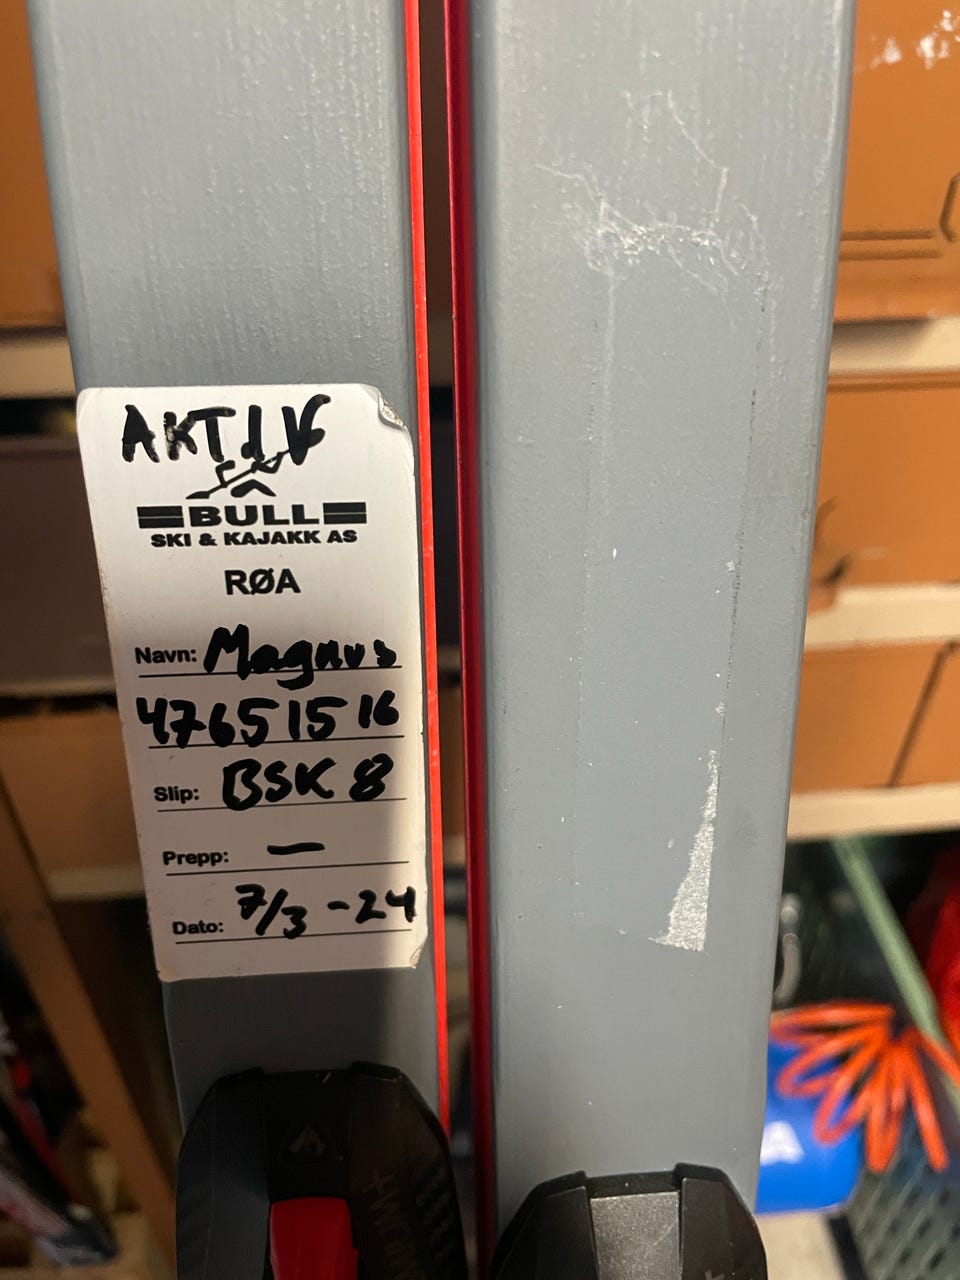 AKTIV
BULL
SKI & KAJAKK AS
RØA
Navn: Magnus
47651516
Slip: BSK 8
Prepp: —
Dato: 7/3-24